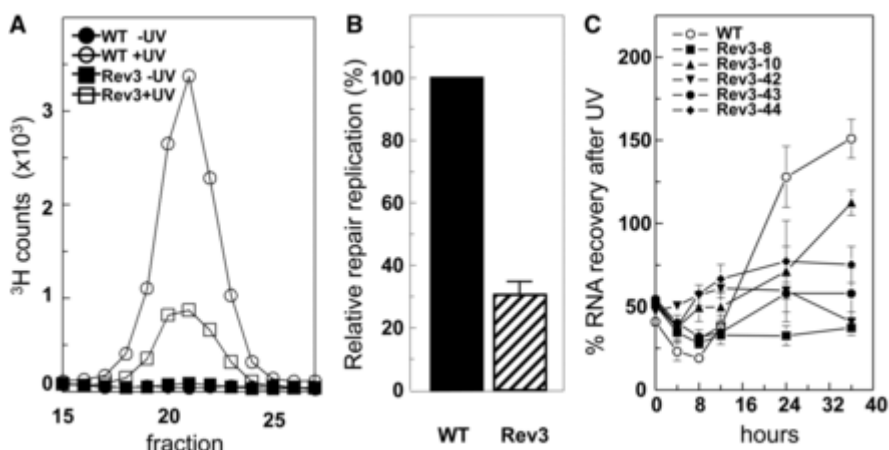 A
WT -UV
WT +UV
Rev3 -UV
Rev3+UV
³H counts (x10³)
3
2
1
0
15
20
25
fraction
B
Relative repair replication (%)
100
80
60
40
20
0
WT
Rev3
C
WT
Rev3-8
Rev3-10
Rev3-42
Rev3-43
Rev3-44
% RNA recovery after UV
200
150
100
50
0
0
8
16
24
32
40
hours